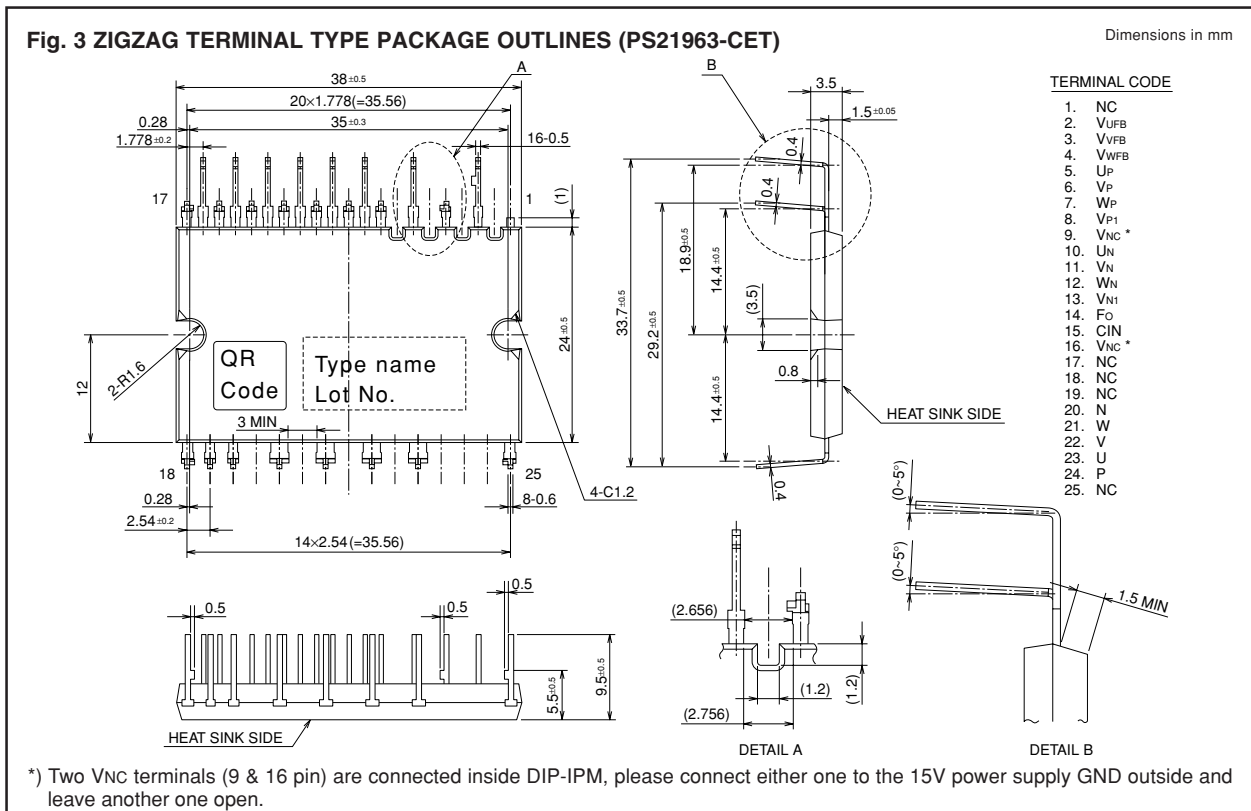 Fig. 3 ZIGZAG TERMINAL TYPE PACKAGE OUTLINES (PS21963-CET)
Dimensions in mm
A
38±0.5
20×1.778(=35.56)
0.28
35±0.3
1.778±0.2
16-0.5
17
1
(1)
24±0.5
12
2-R1.6
QR
Code
Type name
Lot No.
3 MIN
18
25
0.28
2.54±0.2
4-C1.2
8-0.6
14×2.54(=35.56)
B
3.5
1.5±0.05
0.4
0.4
33.7±0.5
29.2±0.5
18.9±0.5
14.4±0.5
(3.5)
0.8
14.4±0.5
HEAT SINK SIDE
0.4
TERMINAL CODE
1. NC
2. VUFB
3. VVFB
4. VWFB
5. UP
6. VP
7. WP
8. VP1
9. VNC *
10. UN
11. VN
12. WN
13. VN1
14. FO
15. CIN
16. VNC *
17. NC
18. NC
19. NC
20. N
21. W
22. V
23. U
24. P
25. NC
0.5
0.5
0.5
5.5±0.5
9.5±0.5
HEAT SINK SIDE
(2.656)
(1.2)
(1.2)
(2.756)
DETAIL A
(0~5°)
(0~5°)
1.5 MIN
DETAIL B
*) Two VNC terminals (9 & 16 pin) are connected inside DIP-IPM, please connect either one to the 15V power supply GND outside and
leave another one open.